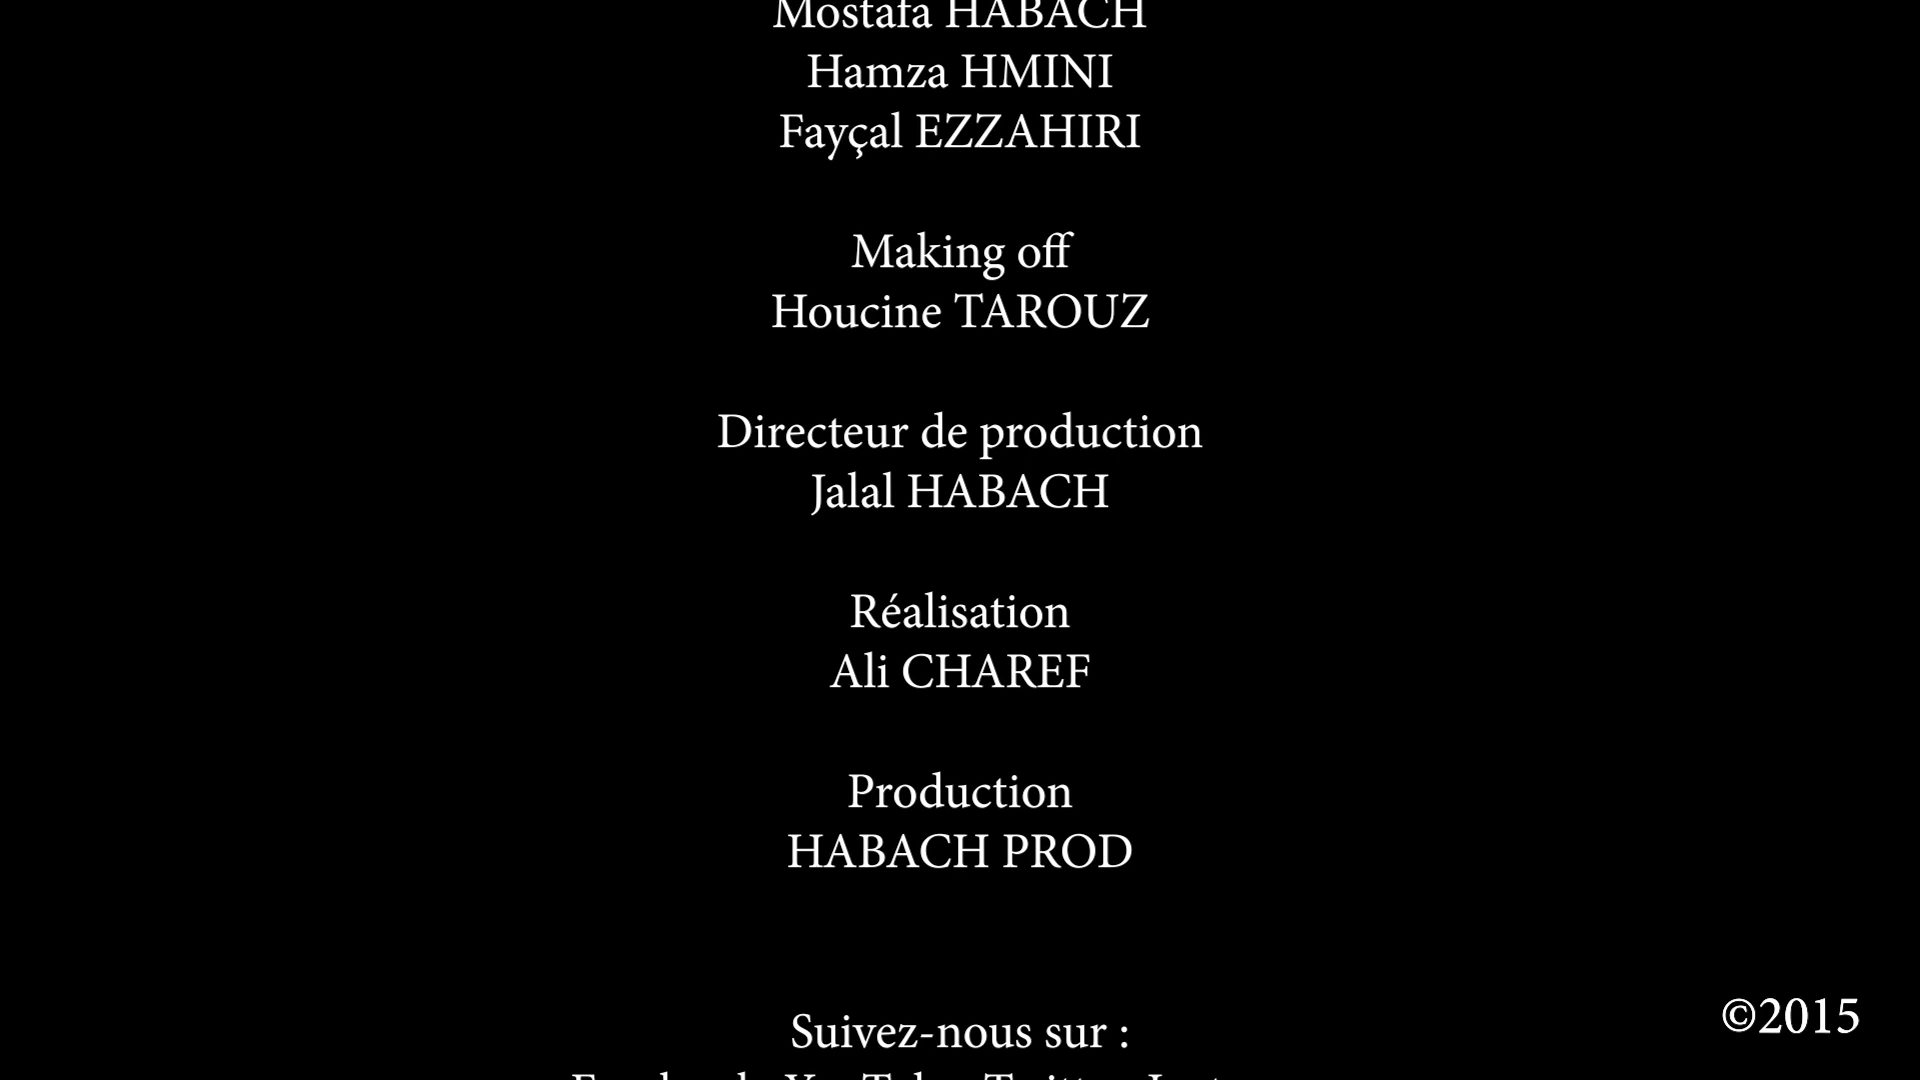 Mostafa HABACH
Hamza HMINI
Fayçal EZZAHIRI
Making off
Houcine TAROUZ
Directeur de production
Jalal HABACH
Réalisation
Ali CHAREF
Production
HABACH PROD
©2015
Suivez-nous sur :